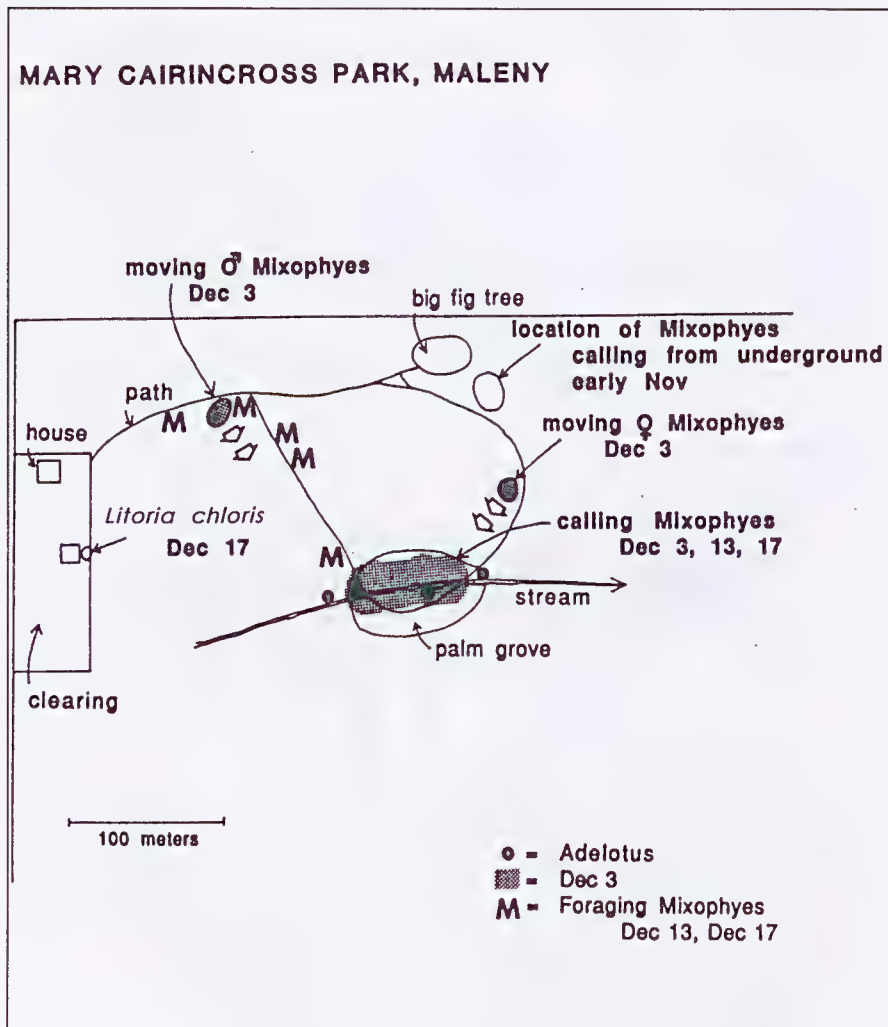 MARY CAIRINCROSS PARK, MALENY
moving ♂ Mixophyes
Dec 3
big fig tree
location of Mixophyes
calling from underground
early Nov
path
M
M
house
M
M
moving ♀ Mixophyes
Dec 3
Litoria chloris
Dec 17
calling Mixophyes
Dec 3, 13, 17
M
stream
palm grove
clearing
100 meters
= Adelotus
= Dec 3
M = Foraging Mixophyes
Dec 13, Dec 17